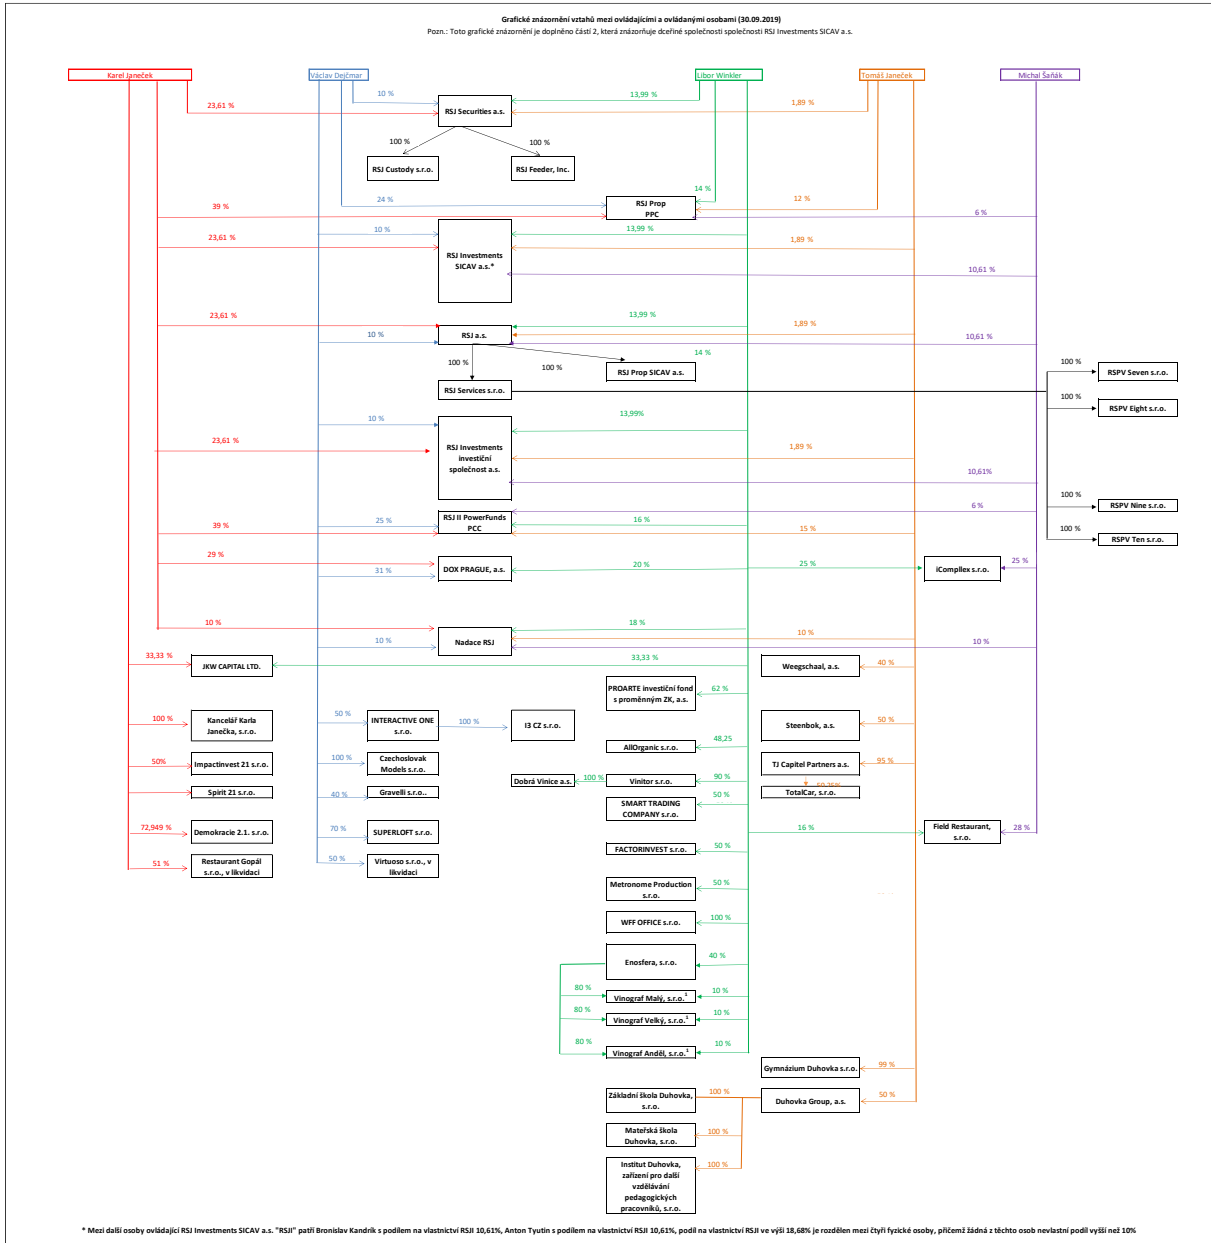 Grafické znázornění vztahů mezi ovládajícími a ovládanými osobami (30.09.2019)
Pozn.: Toto grafické znázornění je doplněno částí 2, která znázorňuje dceřiné společnosti společnosti RSJ Investments SICAV a.s.
Karel Janeček
Václav Dejčmar
Libor Winkler
Tomáš Janeček
Michal Šaňák
10 %
13,99 %
23,61 %
1,89 %
RSJ Securities a.s.
100 %
100 %
RSJ Custody s.r.o.
RSJ Feeder, Inc.
14 %
24 %
12 %
39 %
RSJ Prop
PPC
6 %
10 %
13,99 %
23,61 %
1,89 %
RSJ Investments
SICAV a.s.*
10,61 %
23,61 %
13,99 %
1,89 %
10 %
RSJ a.s.
10,61 %
14 %
100 %
100 %
RSJ Prop SICAV a.s.
100 %
RSPV Seven s.r.o.
RSJ Services s.r.o.
100 %
RSPV Eight s.r.o.
10 %
13,99%
23,61 %
RSJ Investments
investiční
společnost a.s.
1,89 %
10,61%
100 %
RSPV Nine s.r.o.
6 %
39 %
25 %
RSJ II PowerFunds
PCC
16 %
15 %
100 %
RSPV Ten s.r.o.
29 %
31 %
DOX PRAGUE, a.s.
20 %
25 %
iCompllex s.r.o.
25 %
10 %
18 %
10 %
10 %
Nadace RSJ
10 %
33,33 %
JKW CAPITAL LTD.
33,33 %
Weegschaal, a.s.
40 %
PROARTE investiční fond
s proměnným ZK, a.s.
62 %
100 %
Kancelář Karla
Janečka, s.r.o.
50 %
INTERACTIVE ONE
s.r.o.
100 %
I3 CZ s.r.o.
Steenbok, a.s.
50 %
AllOrganic s.r.o.
48,25
50%
Impactinvest 21 s.r.o.
100 %
Czechoslovak
Models s.r.o.
TJ Capitel Partners a.s.
95 %
Dobrá Vinice a.s.
100 %
Vinitor s.r.o.
90 %
Spirit 21 s.r.o.
40 %
Gravelli s.r.o..
TotalCar, s.r.o.
SMART TRADING
COMPANY s.r.o.
50 %
72,949 %
Demokracie 2.1. s.r.o.
70 %
SUPERLOFT s.r.o.
16 %
Field Restaurant,
s.r.o.
28 %
FACTORINVEST s.r.o.
50 %
51 %
Restaurant Gopál
s.r.o., v likvidaci
50 %
Virtuoso s.r.o., v
likvidaci
Metronome Production
s.r.o.
50 %
WFF OFFICE s.r.o.
100 %
Enosfera, s.r.o.
40 %
80 %
Vinograf Malý, s.r.o.¹
10 %
80 %
Vinograf Velký, s.r.o.¹
10 %
80 %
Vinograf Anděl, s.r.o.¹
10 %
Gymnázium Duhovka s.r.o.
99 %
Základní škola Duhovka,
s.r.o.
100 %
Duhovka Group, a.s.
50 %
Mateřská škola
Duhovka, s.r.o.
100 %
Institut Duhovka,
zařízení pro další
vzdělávání
pedagogických
pracovníků, s.r.o.
100 %
* Mezi další osoby ovládající RSJ Investments SICAV a.s. "RSJI" patří Bronislav Kandrík s podílem na vlastnictví RSJI 10,61%, Anton Tyutin s podílem na vlastnictví RSJI 10,61%, podíl na vlastnictví RSJI ve výši 18,68% je rozdělen mezi čtyři fyzické osoby, přičemž žádná z těchto osob nevlastní podíl vyšší než 10%